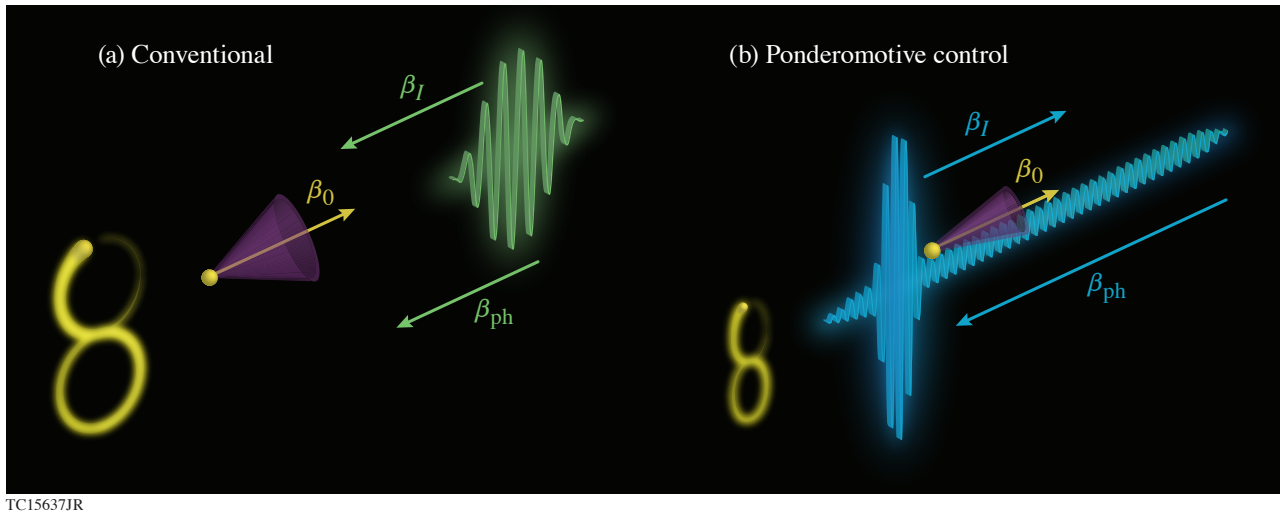 (a) Conventional
β_I
β_0
β_ph
(b) Ponderomotive control
β_I
β_0
β_ph
TC15637JR